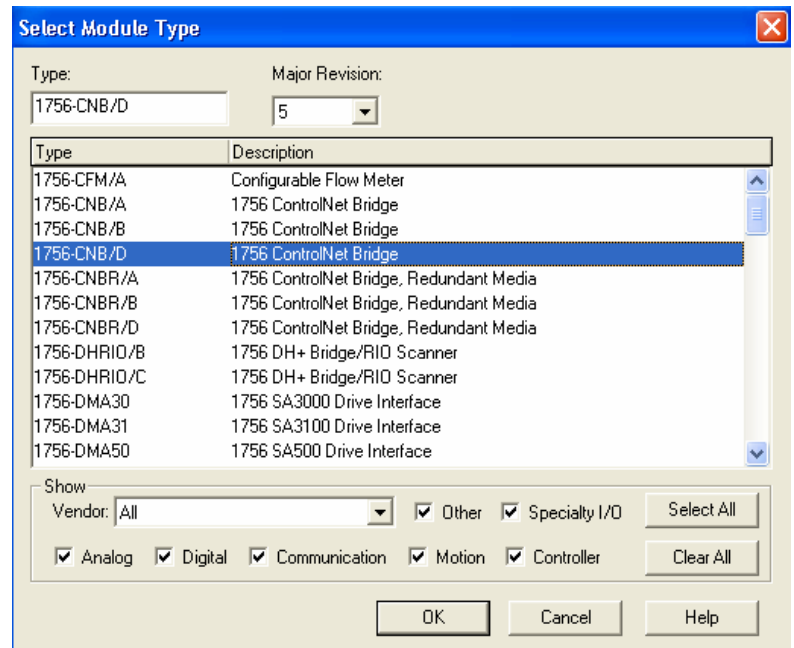 Select Module Type
Type: Major Revision:
1756-CNB/D 5
Type Description
1756-CFM/A Configurable Flow Meter
1756-CNB/A 1756 ControlNet Bridge
1756-CNB/B 1756 ControlNet Bridge
1756-CNB/D 1756 ControlNet Bridge
1756-CNBR/A 1756 ControlNet Bridge, Redundant Media
1756-CNBR/B 1756 ControlNet Bridge, Redundant Media
1756-CNBR/D 1756 ControlNet Bridge, Redundant Media
1756-DHRIO/B 1756 DH+ Bridge/RIO Scanner
1756-DHRIO/C 1756 DH+ Bridge/RIO Scanner
1756-DMA30 1756 SA3000 Drive Interface
1756-DMA31 1756 SA3100 Drive Interface
1756-DMA50 1756 SA500 Drive Interface
Show
Vendor: All Other Specialty I/O Select All
Analog Digital Communication Motion Controller Clear All
OK Cancel Help